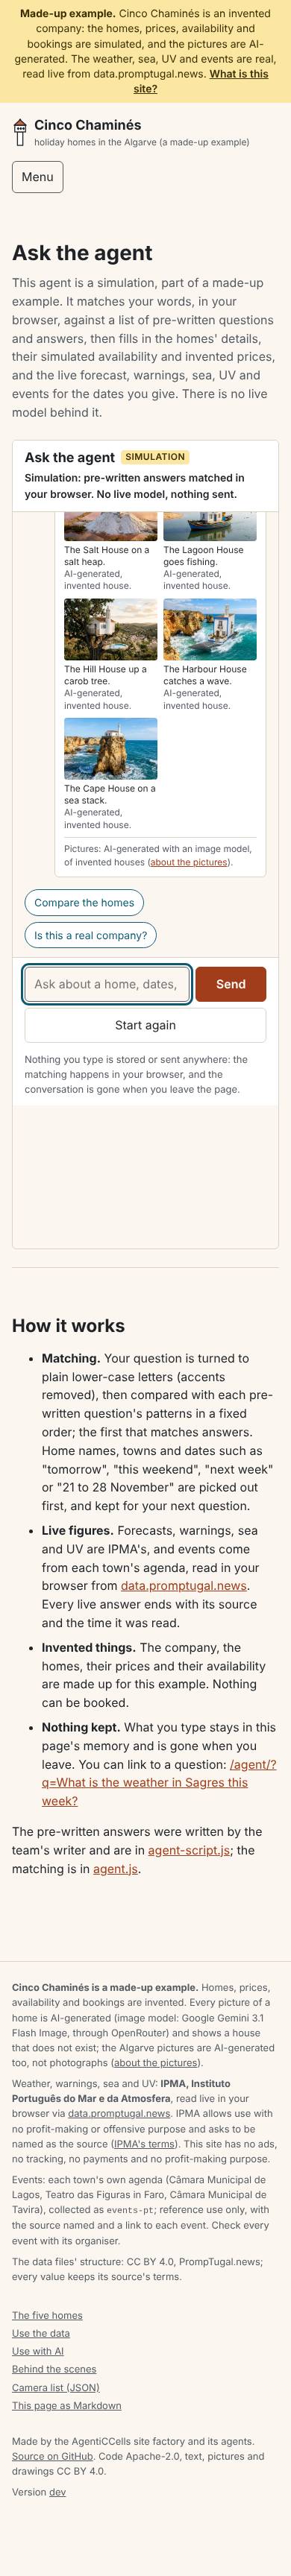 Made-up example. Cinco Chaminés is an invented
company: the homes, prices, availability and
bookings are simulated, and the pictures are AI-
generated. The weather, sea, UV and events are real,
read live from data.promptugal.news. What is this
site?
Cinco Chaminés
holiday homes in the Algarve (a made-up example)
Menu
Ask the agent
This agent is a simulation, part of a made-up
example. It matches your words, in your
browser, against a list of pre-written questions
and answers, then fills in the homes' details,
their simulated availability and invented prices,
and the live forecast, warnings, sea, UV and
events for the dates you give. There is no live
model behind it.
Ask the agent SIMULATION
Simulation: pre-written answers matched in
your browser. No live model, nothing sent.
The Salt House on a
salt heap.
AI-generated,
invented house.
The Lagoon House
goes fishing.
AI-generated,
invented house.
The Hill House up a
carob tree.
AI-generated,
invented house.
The Harbour House
catches a wave.
AI-generated,
invented house.
The Cape House on a
sea stack.
AI-generated,
invented house.
Pictures: AI-generated with an image model,
of invented houses (about the pictures).
Compare the homes
Is this a real company?
Ask about a home, dates,
Send
Start again
Nothing you type is stored or sent anywhere: the
matching happens in your browser, and the
conversation is gone when you leave the page.
How it works
• Matching. Your question is turned to
plain lower-case letters (accents
removed), then compared with each pre-
written question's patterns in a fixed
order; the first that matches answers.
Home names, towns and dates such as
"tomorrow", "this weekend", "next week"
or "21 to 28 November" are picked out
first, and kept for your next question.
• Live figures. Forecasts, warnings, sea
and UV are IPMA's, and events come
from each town's agenda, read in your
browser from data.promptugal.news.
Every live answer ends with its source
and the time it was read.
• Invented things. The company, the
homes, their prices and their availability
are made up for this example. Nothing
can be booked.
• Nothing kept. What you type stays in this
page's memory and is gone when you
leave. You can link to a question: /agent/?
q=What is the weather in Sagres this
week?
The pre-written answers were written by the
team's writer and are in agent-script.js; the
matching is in agent.js.
Cinco Chaminés is a made-up example. Homes, prices,
availability and bookings are invented. Every picture of a
home is AI-generated (image model: Google Gemini 3.1
Flash Image, through OpenRouter) and shows a house
that does not exist; the Algarve pictures are AI-generated
too, not photographs (about the pictures).
Weather, warnings, sea and UV: IPMA, Instituto
Português do Mar e da Atmosfera, read live in your
browser via data.promptugal.news. IPMA allows use with
no profit-making or offensive purpose and asks to be
named as the source (IPMA's terms). This site has no ads,
no tracking, no payments and no profit-making purpose.
Events: each town's own agenda (Câmara Municipal de
Lagos, Teatro das Figuras in Faro, Câmara Municipal de
Tavira), collected as events-pt; reference use only, with
the source named and a link to each event. Check every
event with its organiser.
The data files' structure: CC BY 4.0, PrompTugal.news;
every value keeps its source's terms.
The five homes
Use the data
Use with AI
Behind the scenes
Camera list (JSON)
This page as Markdown
Made by the AgentiCCells site factory and its agents.
Source on GitHub. Code Apache-2.0, text, pictures and
drawings CC BY 4.0.
Version dev